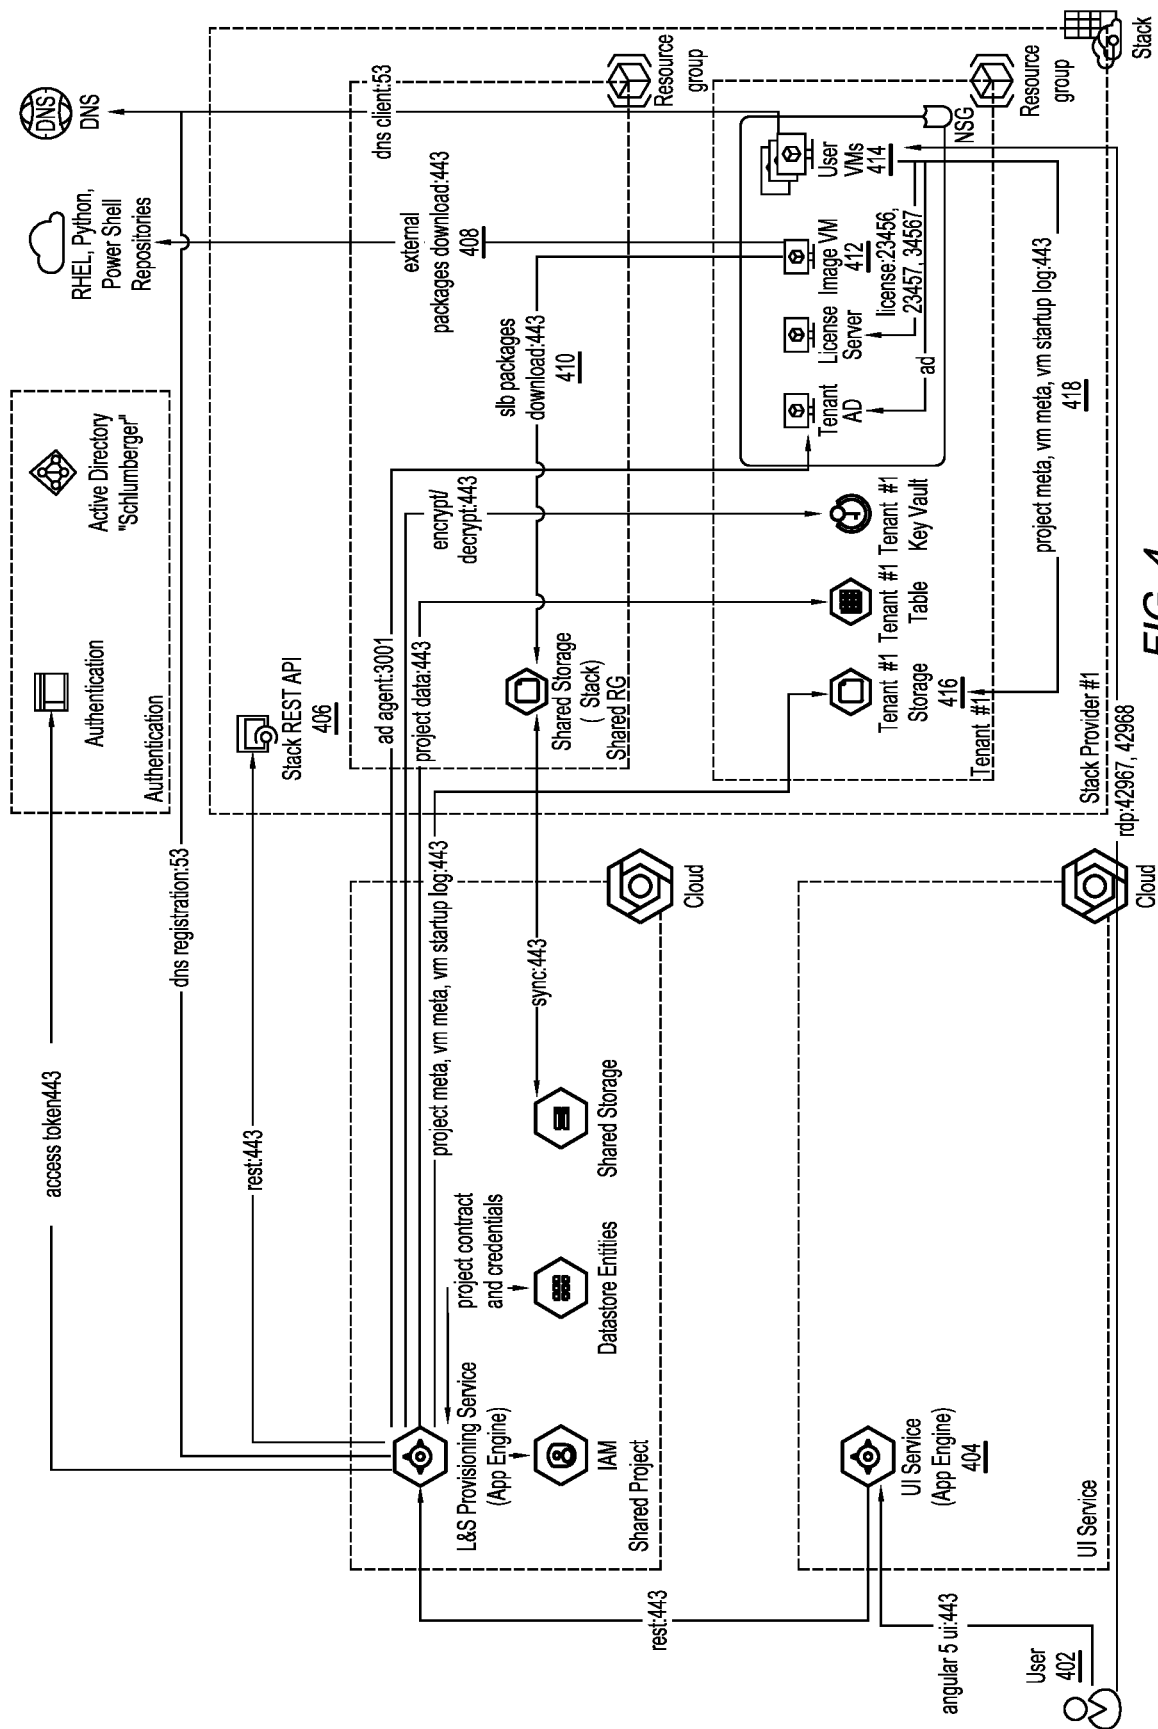 DNS
DNS
RHEL, Python,
Power Shell
Repositories
Active Directory
"Schlumberger"
Authentication
Authentication
access token443
dns registration:53
dns client:53
external
packages download:443
408
Stack REST API
406
rest:443
Stack
Resource
group
ad agent:3001
encrypt/
decrypt:443
project data:443
slb packages
download:443
410
Shared Storage
( Stack)
Shared RG
project meta, vm meta, vm startup log:443
sync:443
L&S Provisioning Service
(App Engine)
project contract
and credentials
IAM
Datastore Entities
Shared Storage
Shared Project
Cloud
Resource
group
NSG
User
VMs
414
Image VM
412
License
Server
Tenant
AD
license:23456,
23457, 34567
ad
Tenant #1
Key Vault
Tenant #1
Table
Tenant #1
Storage
416
Tenant #1
project meta, vm meta, vm startup log:443
418
Stack Provider #1
rdp:42967, 42968
rest:443
UI Service
(App Engine)
404
UI Service
Cloud
angular 5 ui:443
User
402
FIG. 4